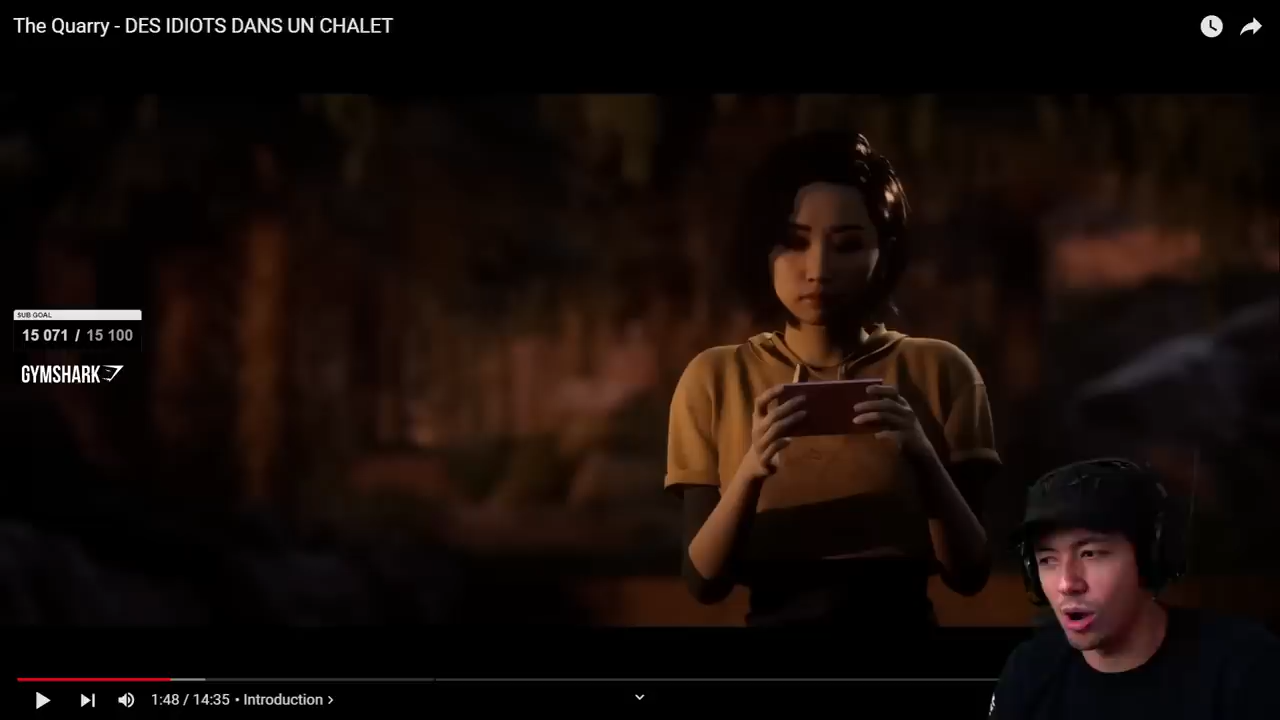 The Quarry - DES IDIOTS DANS UN CHALET
SUB GOAL
15 071 / 15 100
GYMSHARK
1:48 / 14:35 • Introduction ›